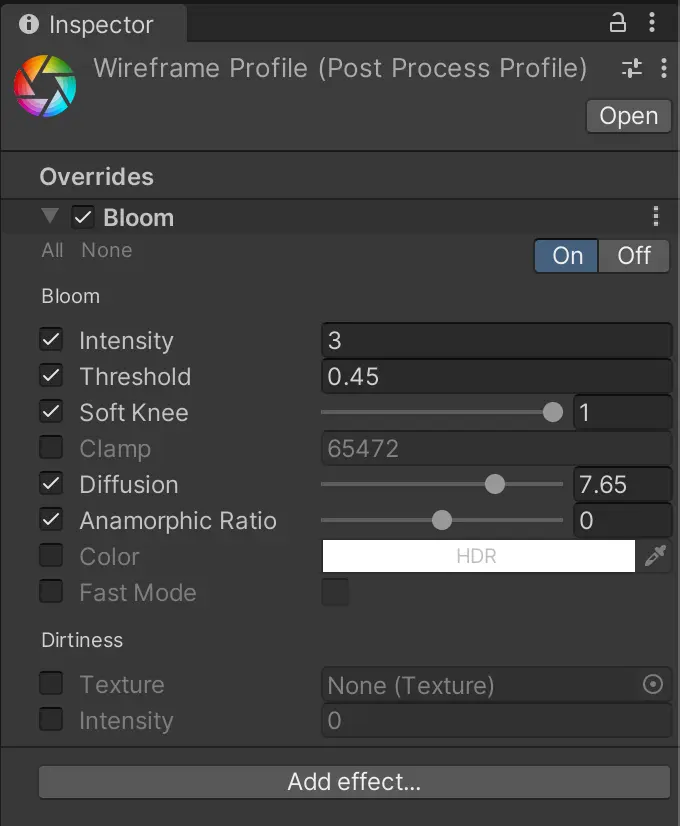 Inspector
Wireframe Profile (Post Process Profile)
Open
Overrides
Bloom
All None
On Off
Bloom
Intensity 3
Threshold 0.45
Soft Knee 1
Clamp 65472
Diffusion 7.65
Anamorphic Ratio 0
Color HDR
Fast Mode
Dirtiness
Texture None (Texture)
Intensity 0
Add effect...